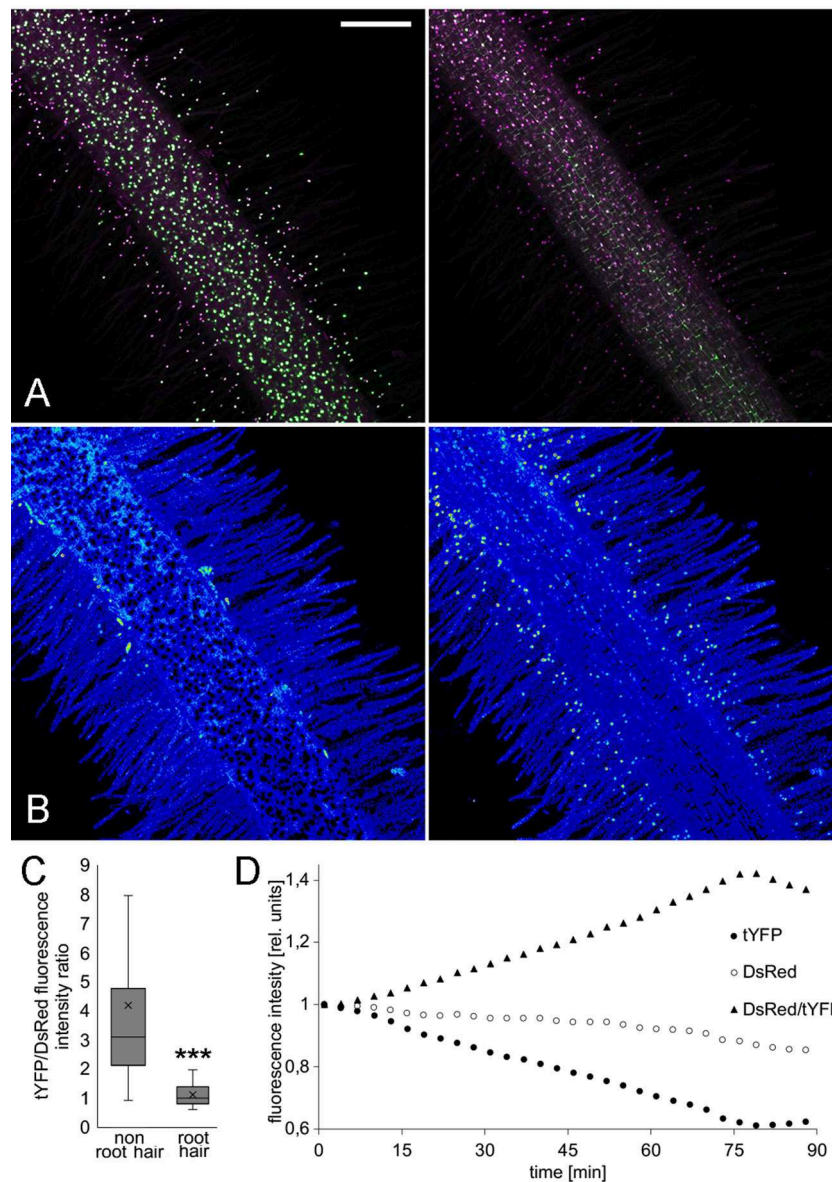 A
B
C
D
tYFP/DsRed fluorescence
intensity ratio
9
8
7
6
5
4
3
2
1
0
***
non
root hair
root
hair
fluorescence intesity [rel. units]
1,4
1,2
1
0,8
0,6
tYFP
DsRed
DsRed/tYFP
0
15
30
45
60
75
90
time [min]